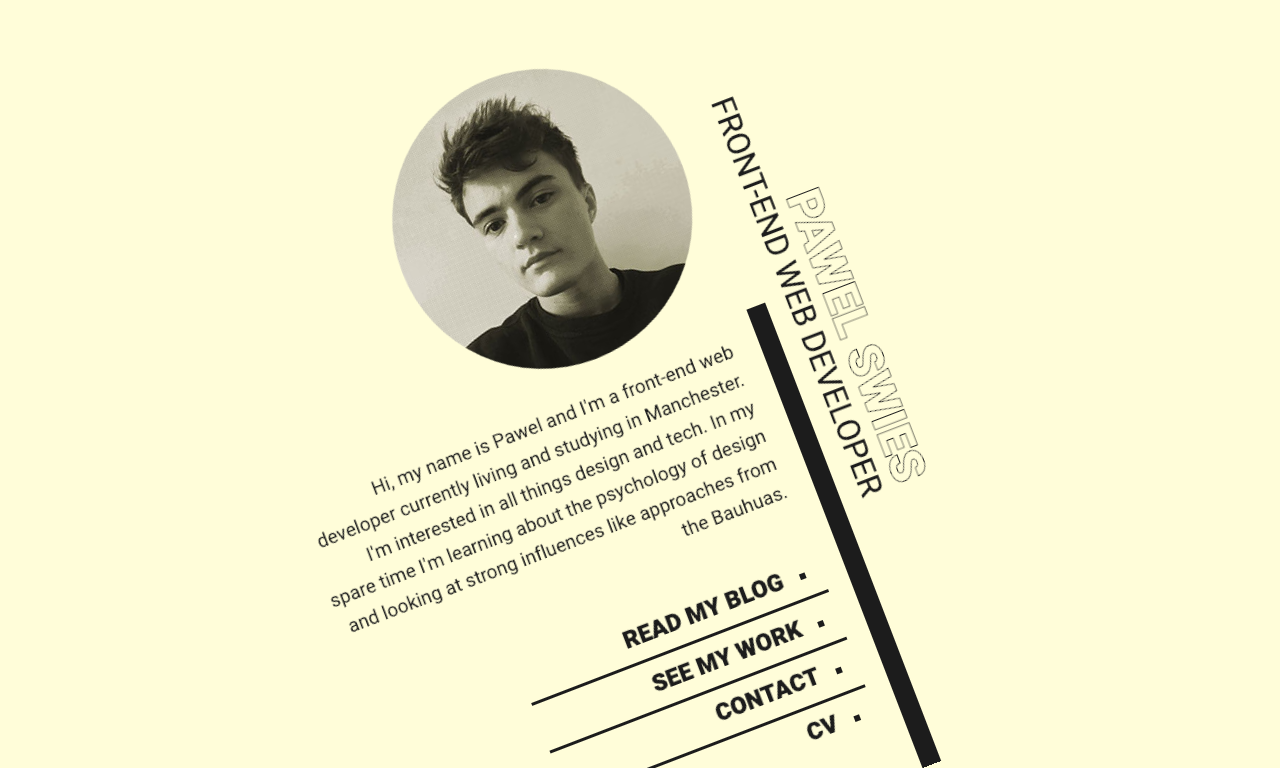 FRONT-END WEB DEVELOPER
PAWEL SWIES
Hi, my name is Pawel and I'm a front-end web
developer currently living and studying in Manchester.
I'm interested in all things design and tech. In my
spare time I'm learning about the psychology of design
and looking at strong influences like approaches from
the Bauhuas.
READ MY BLOG
SEE MY WORK
CONTACT
CV